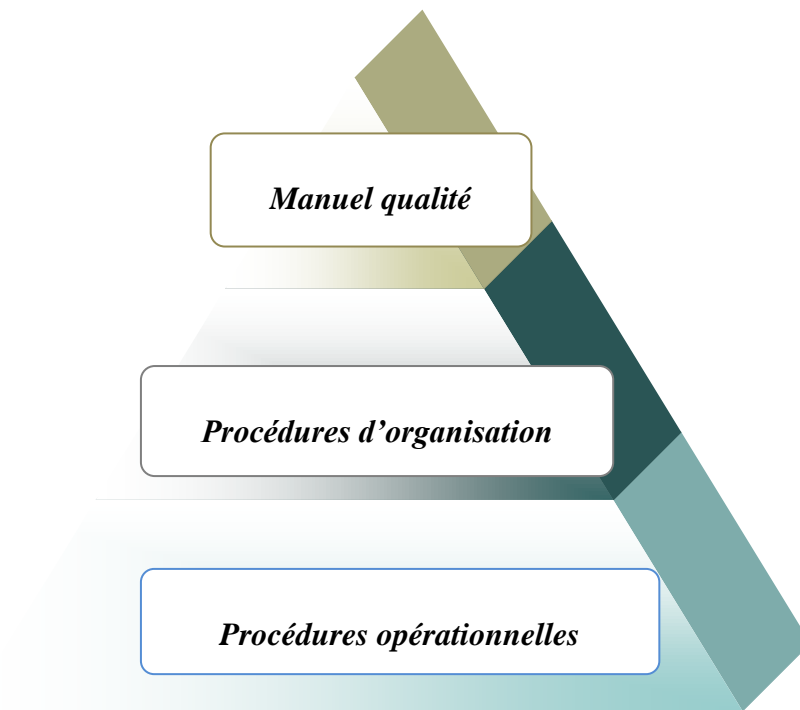 Manuel qualité
Procédures d’organisation
Procédures opérationnelles